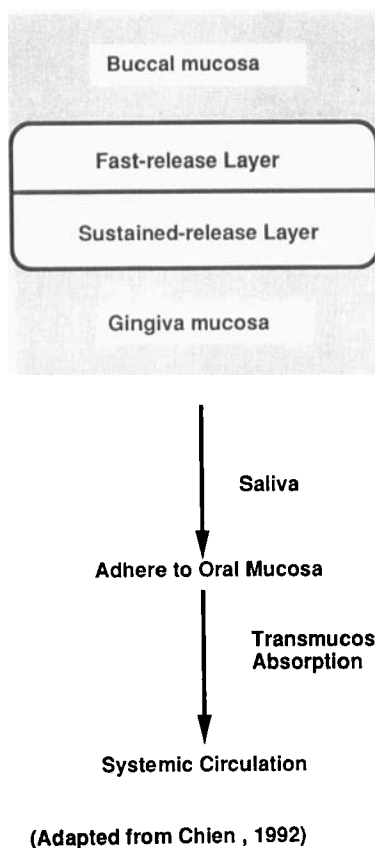 Buccal mucosa
Fast-release Layer
Sustained-release Layer
Gingiva mucosa
Saliva
Adhere to Oral Mucosa
Transmucos
Absorption
Systemic Circulation
(Adapted from Chien , 1992)